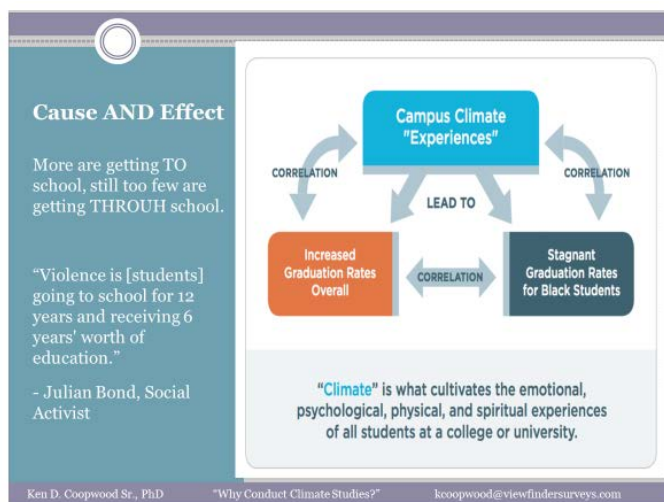 Cause AND Effect
More are getting TO
school, still too few are
getting THROUH school.
“Violence is [students]
going to school for 12
years and receiving 6
years' worth of
education.”
- Julian Bond, Social
Activist
Campus Climate
"Experiences"
CORRELATION
CORRELATION
LEAD TO
Increased
Graduation Rates
Overall
CORRELATION
Stagnant
Graduation Rates
for Black Students
“Climate” is what cultivates the emotional,
psychological, physical, and spiritual experiences
of all students at a college or university.
Ken D. Coopwood Sr., PhD “Why Conduct Climate Studies?” kcoopwood@viewfindersurveys.com